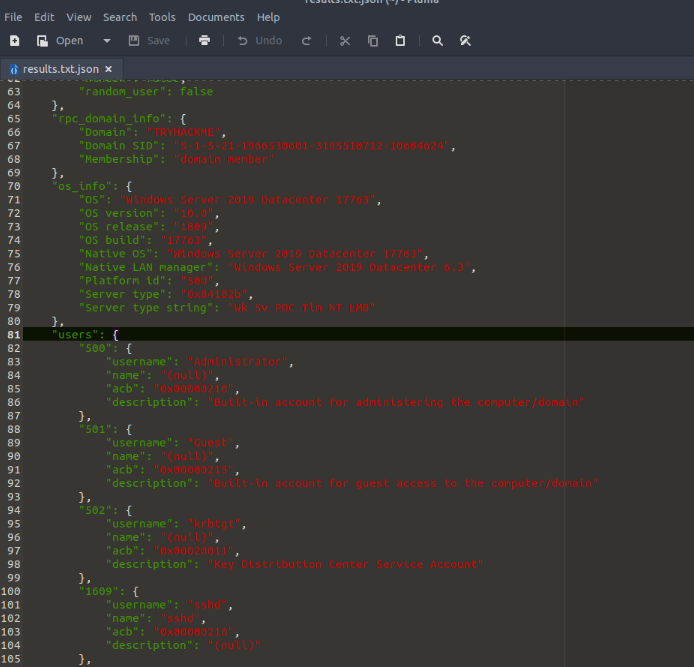 results.txt.json (~) - Pluma
File Edit View Search Tools Documents Help
Open Save Undo
results.txt.json ×
62
63 "random_user": false
64 },
65 "rpc_domain_info": {
66 "Domain": "TRYHACKME",
67 "Domain SID":
68 "Membership": "domain member"
69 },
70 "os_info": {
71 "OS": "Windows Server 2019 Datacenter 17763",
72 "OS version": "10.0",
73 "OS release": "1809",
74 "OS build": "17763",
75 "Native OS": "Windows Server 2019 Datacenter 17763",
76 "Native LAN manager": "Windows Server 2019 Datacenter 6.3",
77 "Platform id": "500",
78 "Server type": "0x84102b",
79 "Server type string": "Wk Sv PDC Tim NT LMB"
80 },
81 "users": {
82 "500": {
83 "username": "Administrator",
84 "name": "(null)",
85 "acb": "0x00000210",
86 "description": "Built-in account for administering the computer/domain"
87 },
88 "501": {
89 "username": "Guest",
90 "name": "(null)",
91 "acb": "0x00000215",
92 "description": "Built-in account for guest access to the computer/domain"
93 },
94 "502": {
95 "username": "krbtgt",
96 "name": "(null)",
97 "acb": "0x00020011",
98 "description": "Key Distribution Center Service Account"
99 },
100 "1609": {
101 "username": "sshd",
102 "name": "sshd",
103 "acb": "0x00000210",
104 "description": "(null)"
105 },